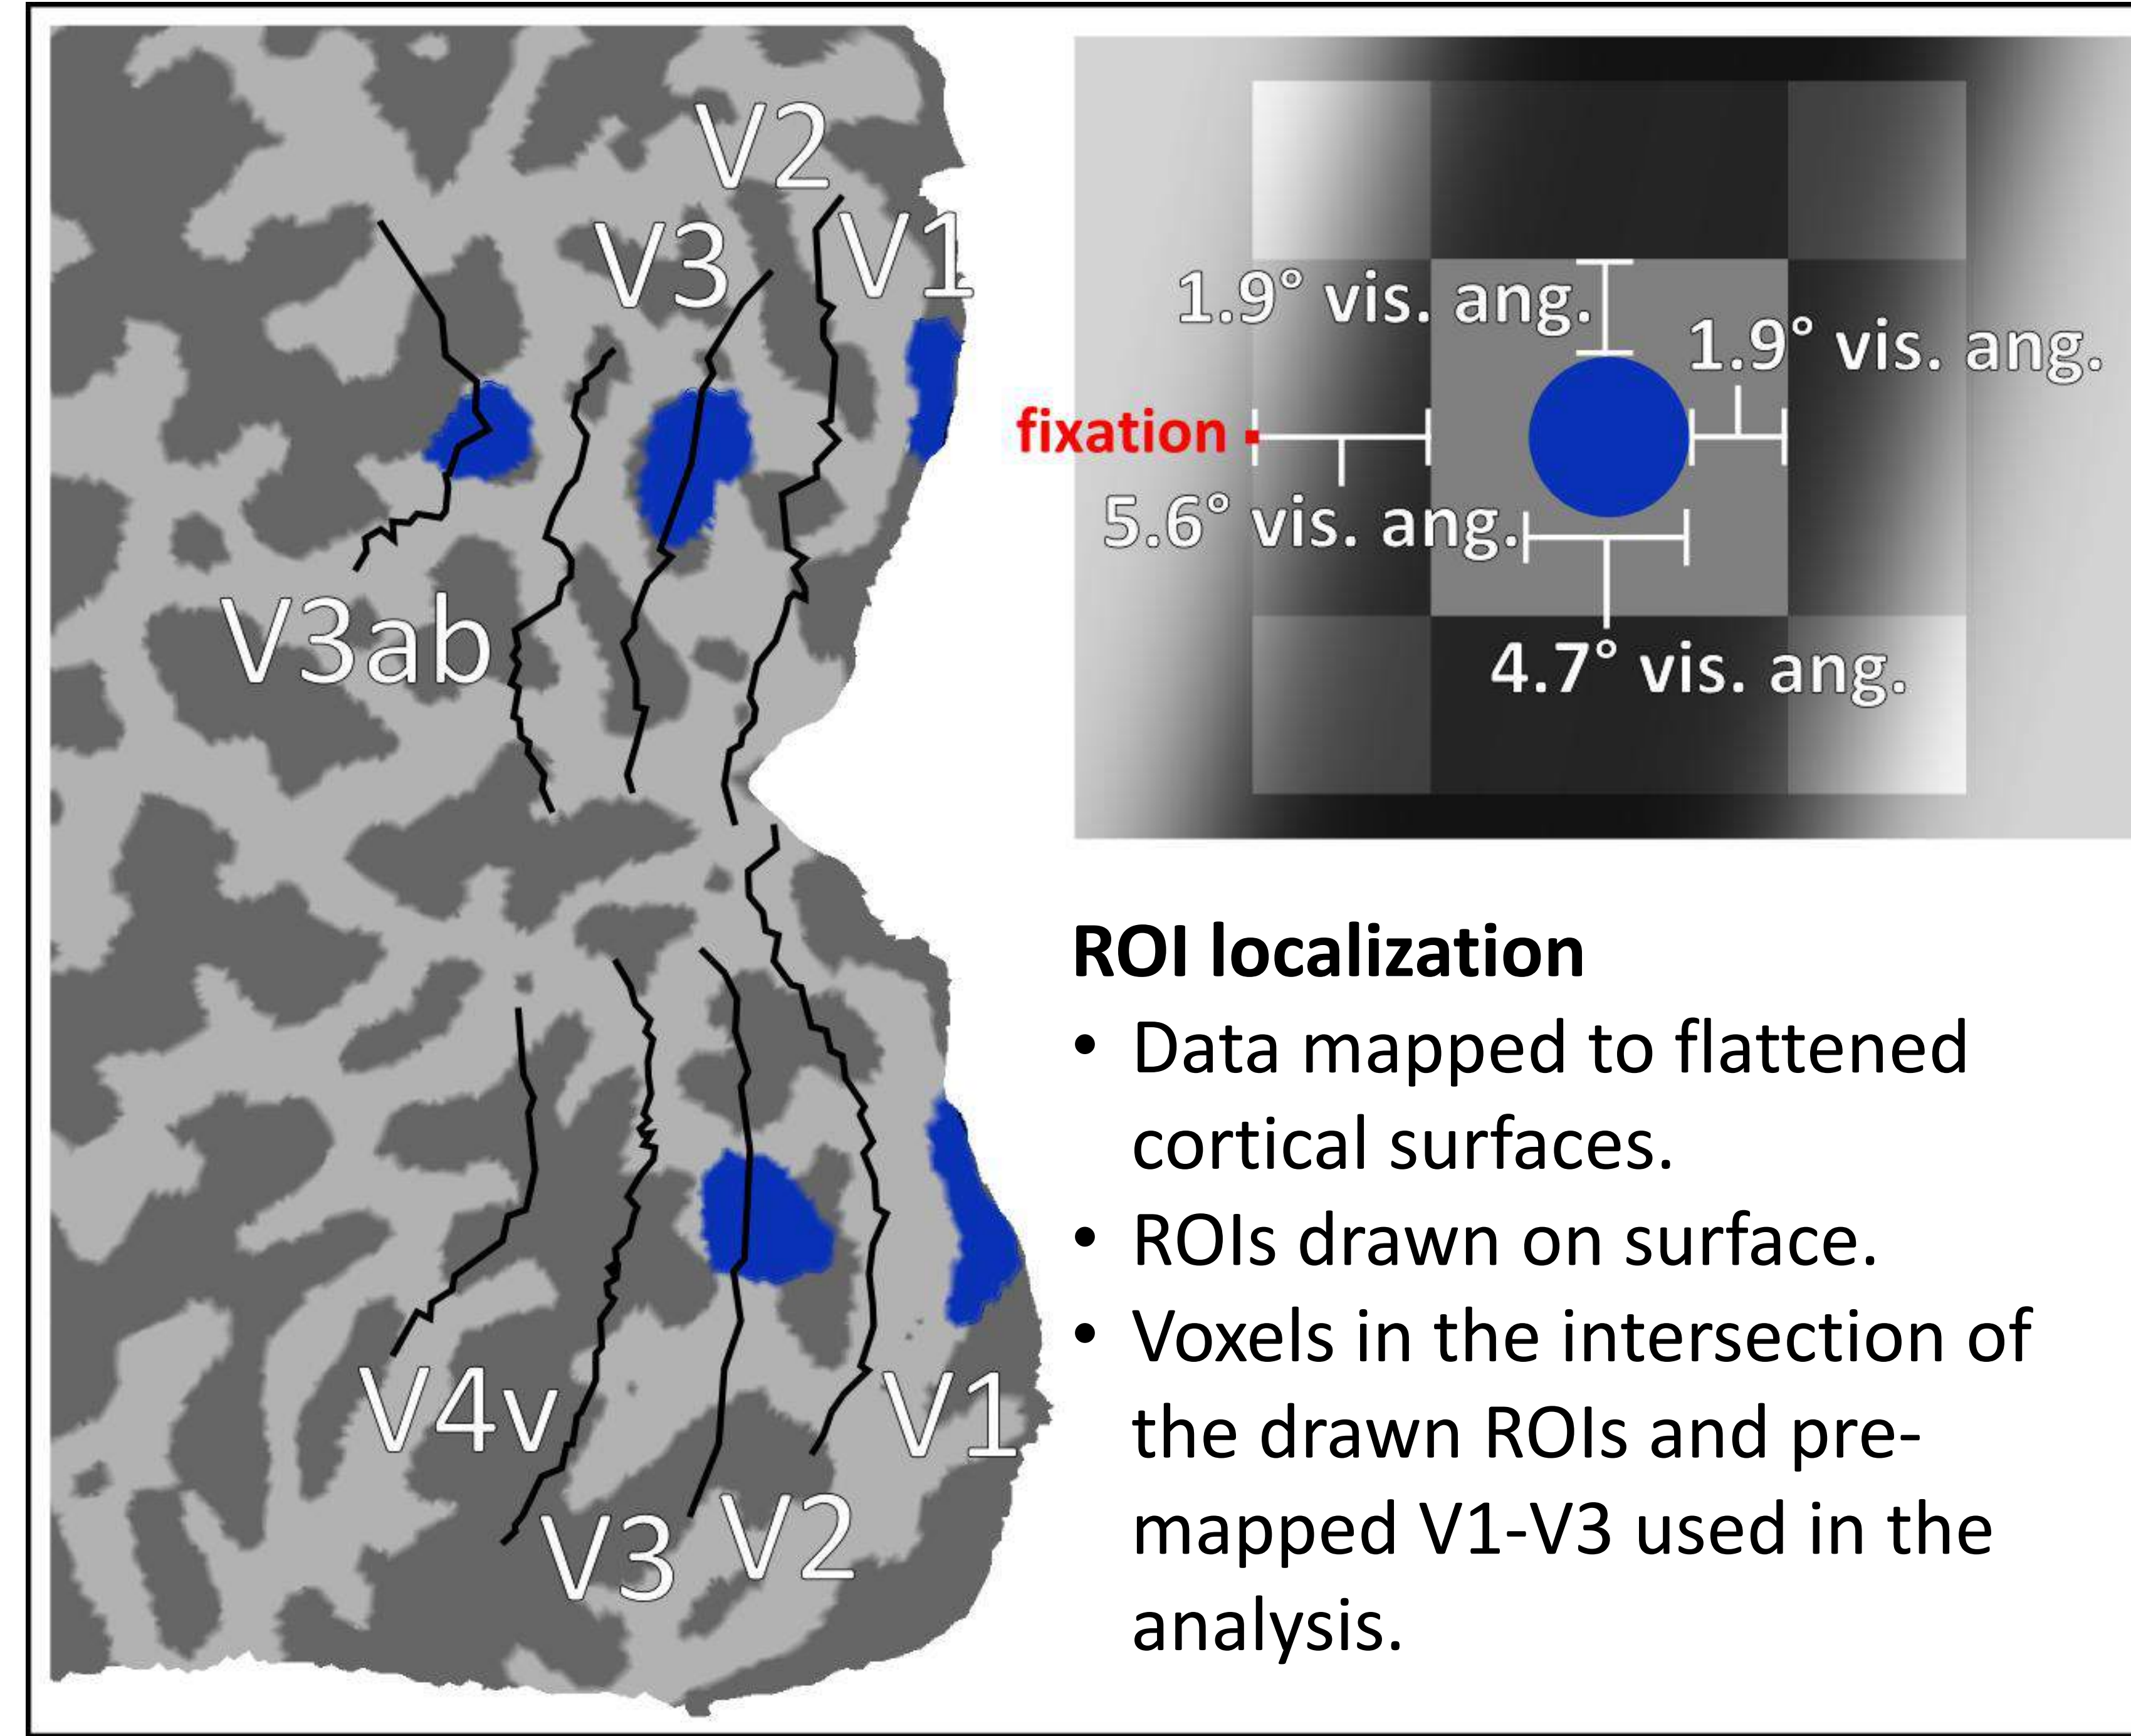 V2
V3
V1
V3ab
V4v
V1
V3
V2
1.9° vis. ang.
1.9° vis. ang.
fixation
5.6° vis. ang.
4.7° vis. ang.
ROI localization
• Data mapped to flattened
cortical surfaces.
• ROIs drawn on surface.
• Voxels in the intersection of
the drawn ROIs and pre-
mapped V1-V3 used in the
analysis.